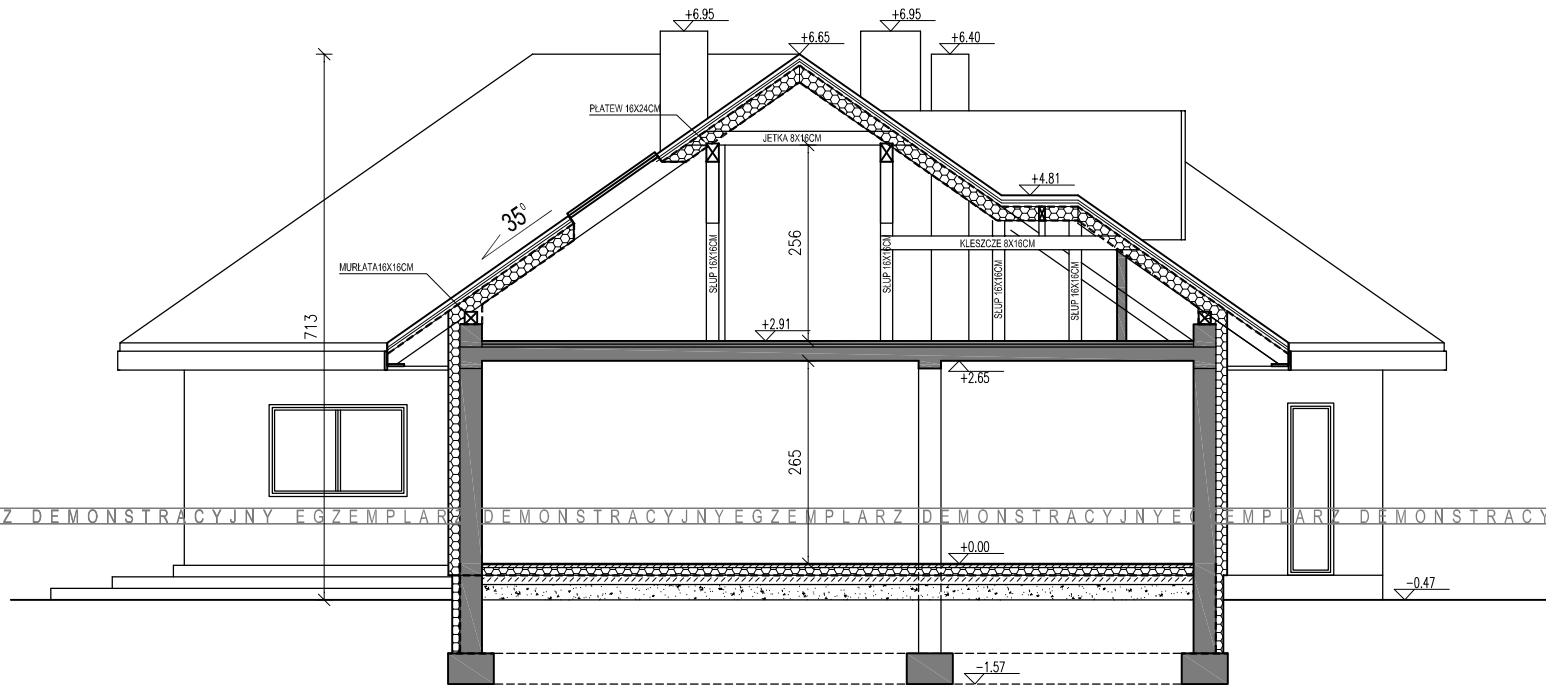 +6.95
+6.95
+6.65
+6.40
PŁATEW 16X24CM
JETKA 8X16CM
+4.81
35°
256
KLESZCZE 8X16CM
MURŁATA16X16CM
SŁUP 16X16CM
SŁUP 16X16CM
SŁUP 16X16CM
SŁUP 16X16CM
713
+2.91
+2.65
265
Z DEMONSTRACYJNY EGZEMPLARZ DEMONSTRACYJNY EGZEMPLARZ DEMONSTRACYJNY EGZEMPLARZ DEMONSTRACY
+0.00
-0.47
-1.57